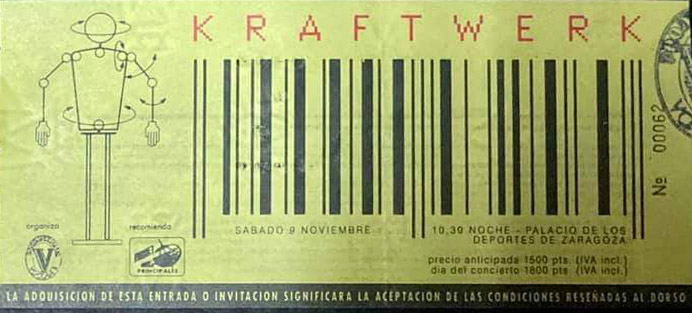 KRAFTWERK
Nº 00062
SABADO 9 NOVIEMBRE
10,30 NOCHE - PALACIO DE LOS
DEPORTES DE ZARAGOZA
organiza
recomienda
V
40
PRINCIPALES
precio anticipada 1500 pts. (IVA incl.)
dia del concierto 1800 pts. (IVA incl.)
LA ADQUISICION DE ESTA ENTRADA O INVITACION SIGNIFICARA LA ACEPTACION DE LAS CONDICIONES RESEÑADAS AL DORSO